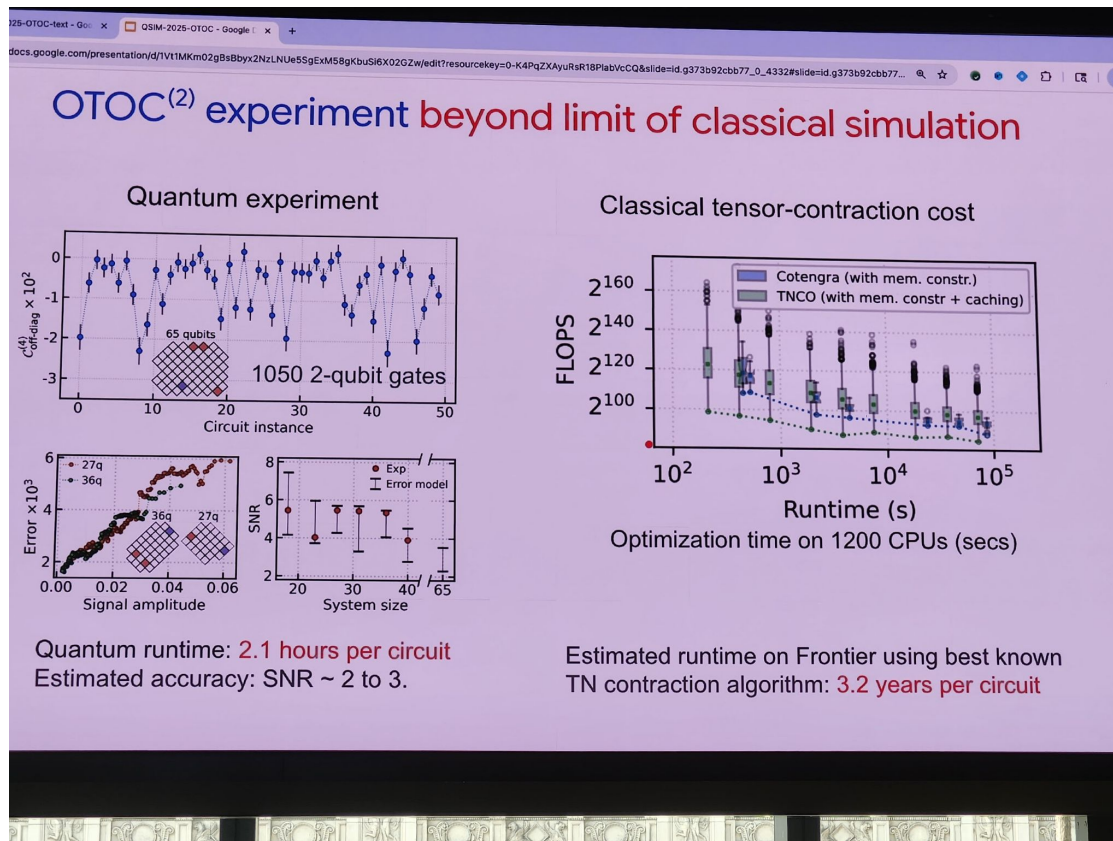 025-OTOC-text - Goo
QSIM-2025-OTOC - Google
docs.google.com/presentation/d/1Vt1MKm02gBsBbyx2NzLNUe5SgExM58gKbuSi6X02GZw/edit?resourcekey=0-K4PqZXAyuRsR18PlabVcCQ&slide=id.g373b92cbb77_0_4332#slide=id.g373b92cbb77...
OTOC(2) experiment beyond limit of classical simulation
Quantum experiment
C(4)off-diag × 10²
0
-1
-2
-3
65 qubits
1050 2-qubit gates
0 10 20 30 40 50
Circuit instance
Error ×10³
6
4
2
27q
36q
36q 27q
0.00 0.02 0.04 0.06
Signal amplitude
SNR
8
6
4
2
Exp
Error model
20 30 40 65
System size
Quantum runtime: 2.1 hours per circuit
Estimated accuracy: SNR ~ 2 to 3.
Classical tensor-contraction cost
FLOPS
2¹⁶⁰
2¹⁴⁰
2¹²⁰
2¹⁰⁰
Cotengra (with mem. constr.)
TNCO (with mem. constr + caching)
10² 10³ 10⁴ 10⁵
Runtime (s)
Optimization time on 1200 CPUs (secs)
Estimated runtime on Frontier using best known
TN contraction algorithm: 3.2 years per circuit